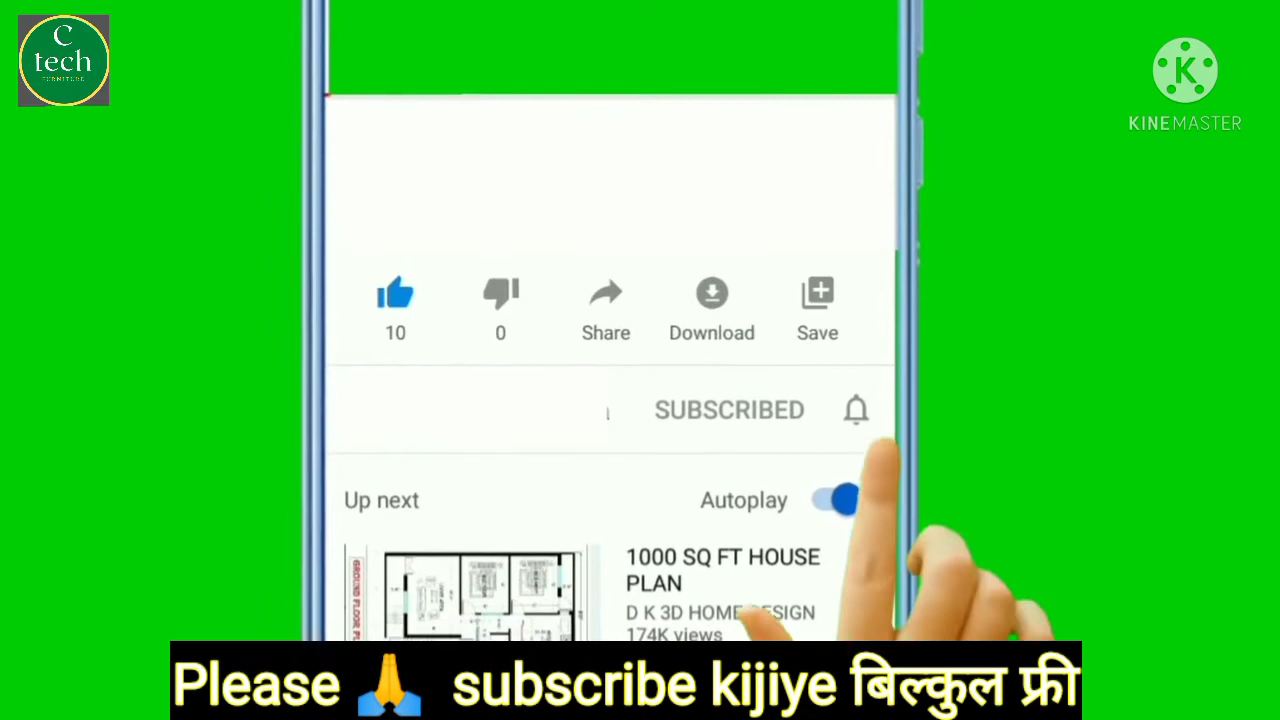 C
tech
FURNITURE
K
KINEMASTER
10
0
Share
Download
Save
SUBSCRIBED
Up next
Autoplay
1000 SQ FT HOUSE
PLAN
D K 3D HOME DESIGN
174K views
Please 🙏 subscribe kijiye बिल्कुल फ्री